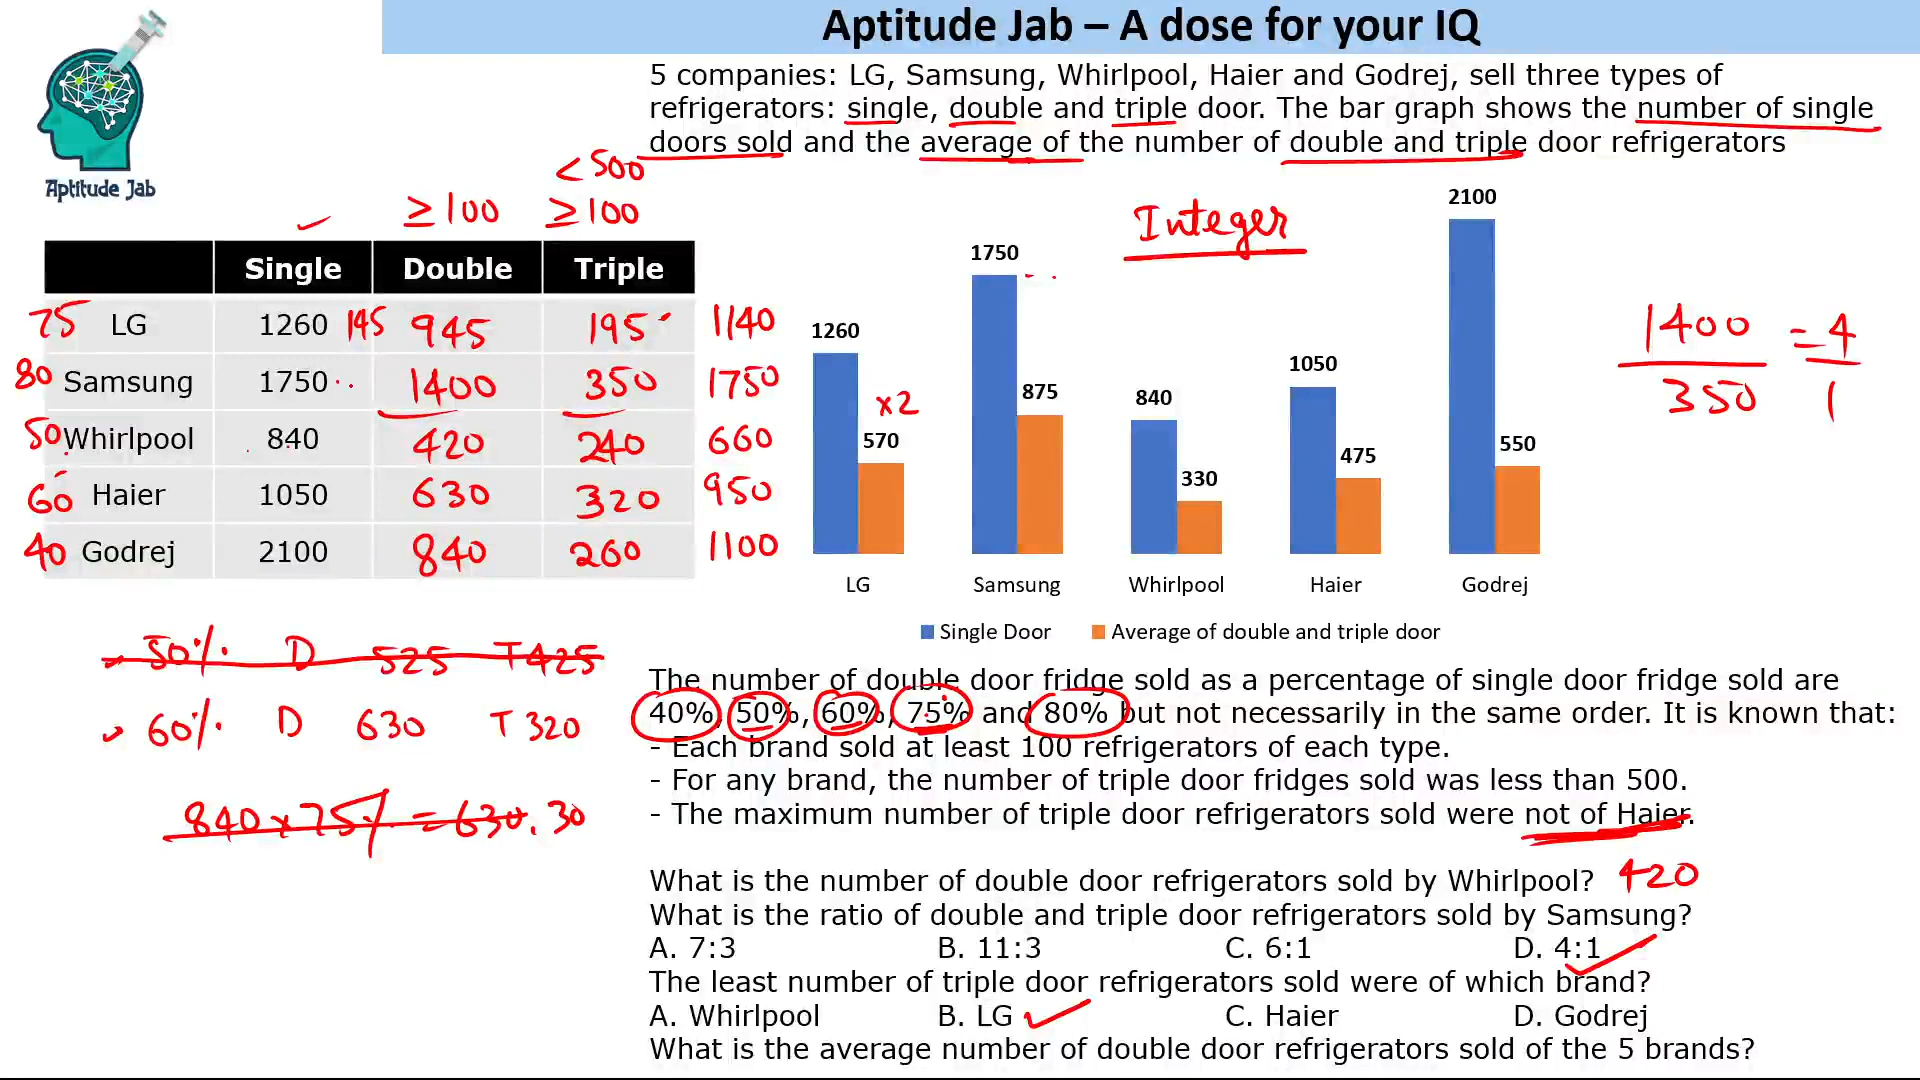 Aptitude Jab – A dose for your IQ
Aptitude Jab
5 companies: LG, Samsung, Whirlpool, Haier and Godrej, sell three types of
refrigerators: single, double and triple door. The bar graph shows the number of single
doors sold and the average of the number of double and triple door refrigerators
<500
≥100 ≥100
Single Double Triple
75 LG 1260 145 945 195 1140
80 Samsung 1750 1400 350 1750
50 Whirlpool 840 420 240 660
60 Haier 1050 630 320 950
40 Godrej 2100 840 260 1100
50% D 525 T 425
60% D 630 T 320
840 x 75% = 630. 30
Integer
2100
1750
1260
1050
875
840
x2
570
475
550
330
LG Samsung Whirlpool Haier Godrej
Single Door Average of double and triple door
1400 = 4
350 1
The number of double door fridge sold as a percentage of single door fridge sold are
40%, 50%, 60%, 75% and 80% but not necessarily in the same order. It is known that:
- Each brand sold at least 100 refrigerators of each type.
- For any brand, the number of triple door fridges sold was less than 500.
- The maximum number of triple door refrigerators sold were not of Haier.
What is the number of double door refrigerators sold by Whirlpool? 420
What is the ratio of double and triple door refrigerators sold by Samsung?
A. 7:3 B. 11:3 C. 6:1 D. 4:1
The least number of triple door refrigerators sold were of which brand?
A. Whirlpool B. LG C. Haier D. Godrej
What is the average number of double door refrigerators sold of the 5 brands?